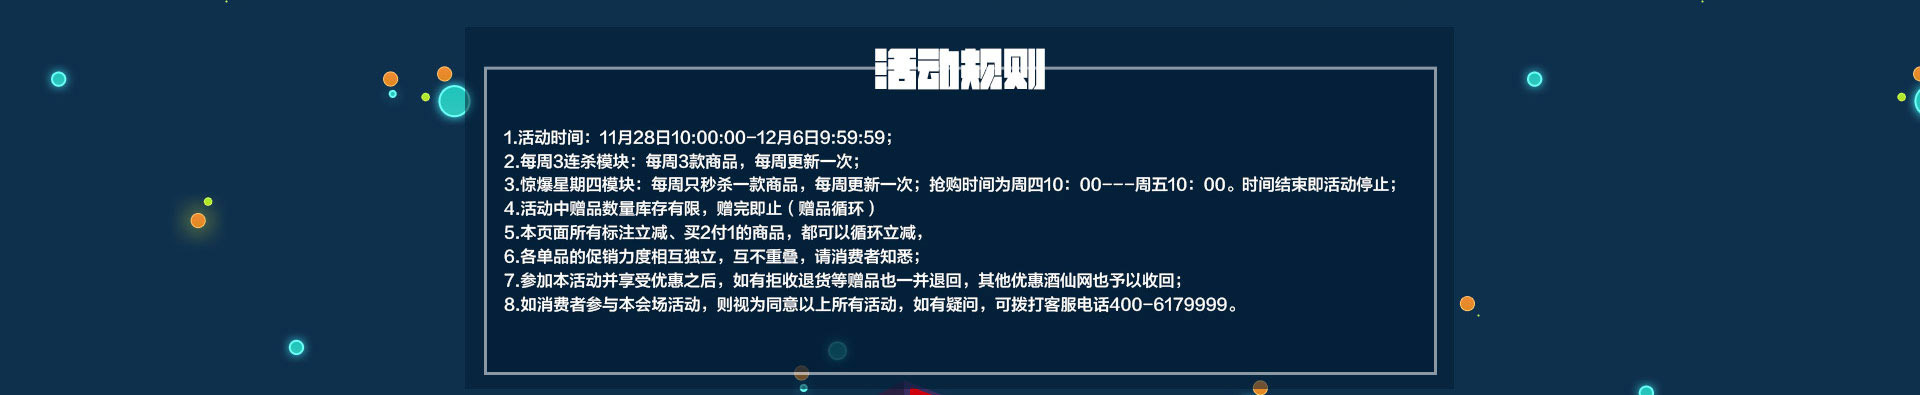 活动规则
1.活动时间：11月28日10:00:00-12月6日9:59:59；
2.每周3连杀模块：每周3款商品，每周更新一次；
3.惊爆星期四模块：每周只秒杀一款商品，每周更新一次；抢购时间为周四10：00---周五10：00。时间结束即活动停止；
4.活动中赠品数量库存有限，赠完即止（赠品循环）
5.本页面所有标注立减、买2付1的商品，都可以循环立减，
6.各单品的促销力度相互独立，互不重叠，请消费者知悉；
7.参加本活动并享受优惠之后，如有拒收退货等赠品也一并退回，其他优惠酒仙网也予以收回；
8.如消费者参与本会场活动，则视为同意以上所有活动，如有疑问，可拨打客服电话400-6179999。